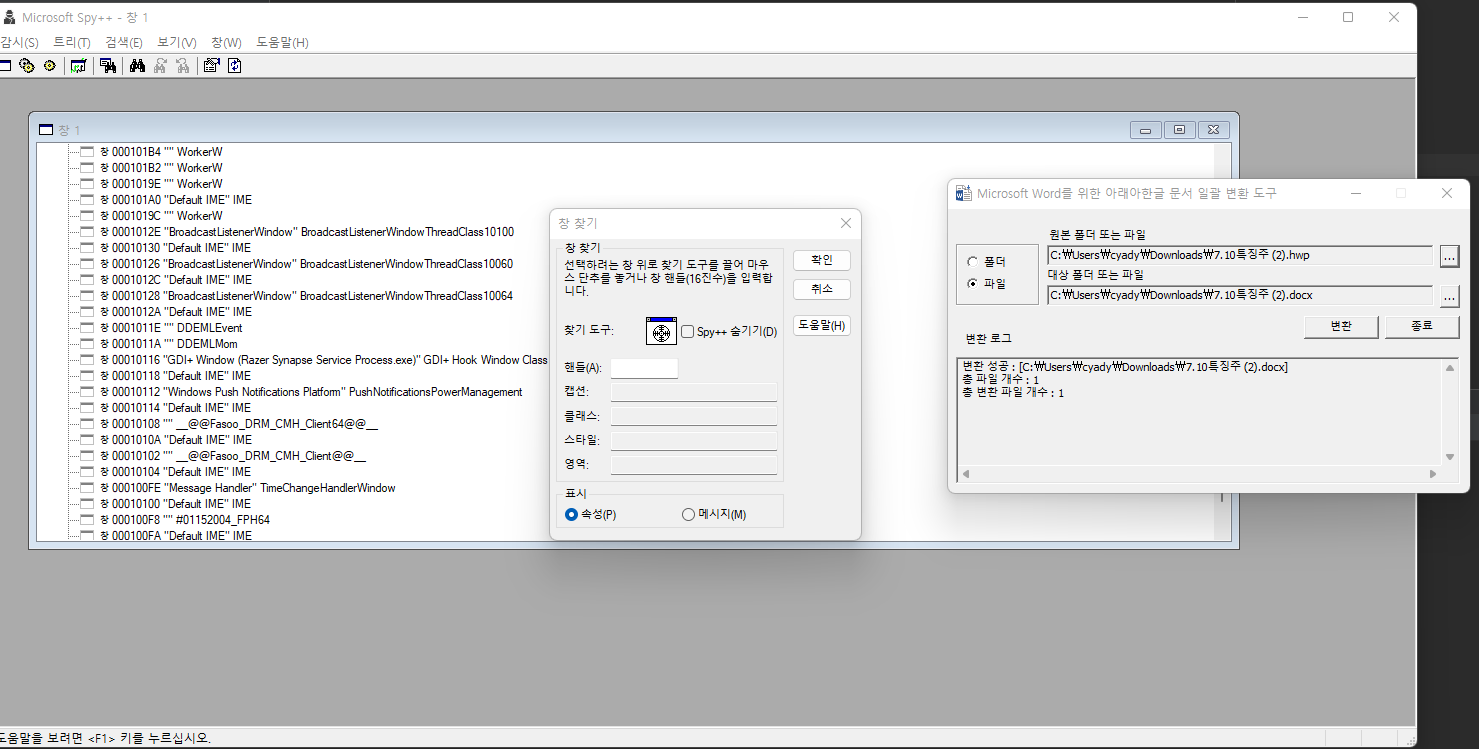 Microsoft Spy++ - 창 1
감시(S) 트리(T) 검색(E) 보기(V) 창(W) 도움말(H)
창 1
창 000101B4 "" WorkerW
창 000101B2 "" WorkerW
창 0001019E "" WorkerW
창 000101A0 "Default IME" IME
창 0001019C "" WorkerW
창 0001012E "BroadcastListenerWindow" BroadcastListenerWindowThreadClass10100
창 00010130 "Default IME" IME
창 00010126 "BroadcastListenerWindow" BroadcastListenerWindowThreadClass10060
창 0001012C "Default IME" IME
창 00010128 "BroadcastListenerWindow" BroadcastListenerWindowThreadClass10064
창 0001012A "Default IME" IME
창 0001011E "" DDEMLEvent
창 0001011A "" DDEMLMom
창 00010116 "GDI+ Window (Razer Synapse Service Process.exe)" GDI+ Hook Window Class
창 00010118 "Default IME" IME
창 00010112 "Windows Push Notifications Platform" PushNotificationsPowerManagement
창 00010114 "Default IME" IME
창 00010108 "" __@@Fasoo_DRM_CMH_Client64@@__
창 0001010A "Default IME" IME
창 00010102 "" __@@Fasoo_DRM_CMH_Client@@__
창 00010104 "Default IME" IME
창 000100FE "Message Handler" TimeChangeHandlerWindow
창 00010100 "Default IME" IME
창 000100F8 "" #01152004_FPH64
창 000100FA "Default IME" IME
창 찾기
창 찾기
선택하려는 창 위로 찾기 도구를 끌어 마우
스 단추를 놓거나 창 핸들(16진수)을 입력합
니다.
확인
취소
도움말(H)
찾기 도구: Spy++ 숨기기(D)
핸들(A):
캡션:
클래스:
스타일:
영역:
표시
속성(P) 메시지(M)
Microsoft Word를 위한 아래아한글 문서 일괄 변환 도구
원본 폴더 또는 파일
폴더
파일
C:₩Users₩cyady₩Downloads₩7.10특징주 (2).hwp
...
대상 폴더 또는 파일
C:₩Users₩cyady₩Downloads₩7.10특징주 (2).docx
...
변환 종료
변환 로그
변환 성공 : [C:₩Users₩cyady₩Downloads₩7.10특징주 (2).docx]
총 파일 개수 : 1
총 변환 파일 개수 : 1
도움말을 보려면 <F1> 키를 누르십시오.